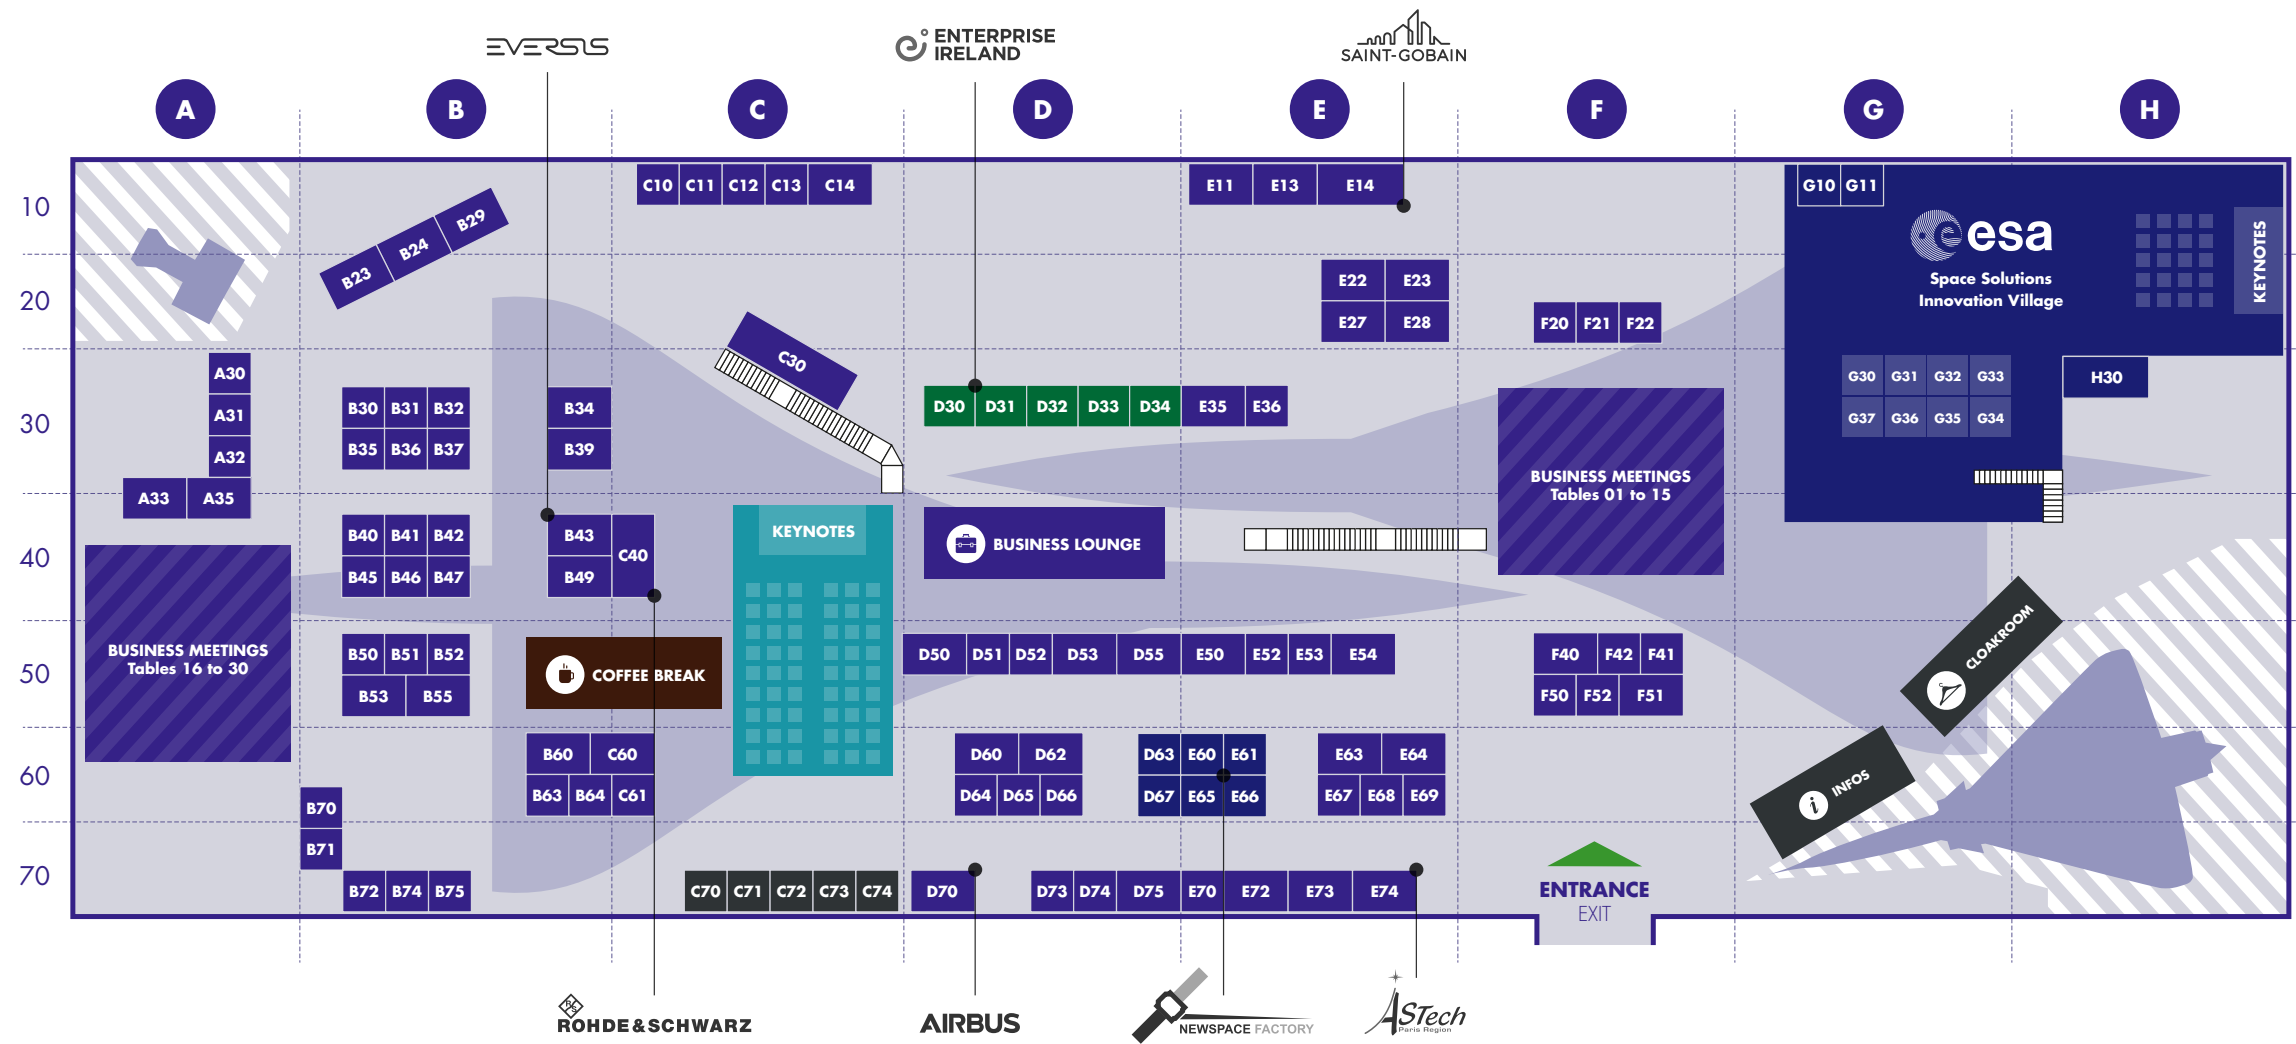 EVERSIS
ENTERPRISE
IRELAND
SAINT-GOBAIN
A
B
C
D
E
F
G
H
10
20
30
40
50
60
70
B23
B24
B29
C10
C11
C12
C13
C14
E11
E13
E14
G10
G11
esa
Space Solutions
Innovation Village
KEYNOTES
E22
E23
E27
E28
F20
F21
F22
C30
A30
A31
A32
A33
A35
B30
B31
B32
B35
B36
B37
B34
B39
D30
D31
D32
D33
D34
E35
E36
G30
G31
G32
G33
G37
G36
G35
G34
H30
BUSINESS MEETINGS
Tables 01 to 15
B40
B41
B42
B45
B46
B47
B43
B49
C40
KEYNOTES
BUSINESS LOUNGE
BUSINESS MEETINGS
Tables 16 to 30
B50
B51
B52
B53
B55
COFFEE BREAK
D50
D51
D52
D53
D55
E50
E52
E53
E54
F40
F42
F41
F50
F52
F51
CLOAKROOM
INFOS
B60
C60
B63
B64
C61
D60
D62
D64
D65
D66
D63
E60
E61
D67
E65
E66
E63
E64
E67
E68
E69
B70
B71
B72
B74
B75
C70
C71
C72
C73
C74
D70
D73
D74
D75
E70
E72
E73
E74
ENTRANCE
EXIT
R&S
ROHDE & SCHWARZ
AIRBUS
NEWSPACE FACTORY
ASTech
Paris Region